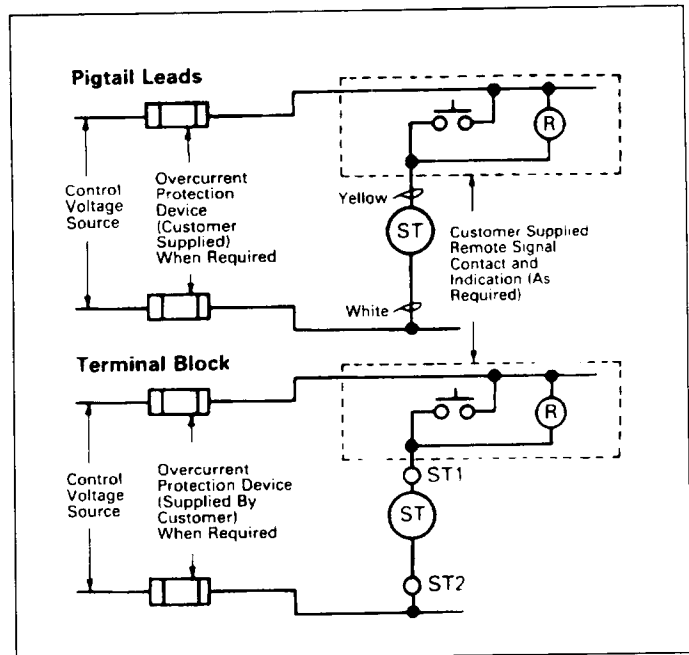 Pigtail Leads
Control
Voltage
Source
Overcurrent
Protection
Device
(Customer
Supplied)
When Required
R
Yellow
ST
White
Customer Supplied
Remote Signal
Contact and
Indication (As
Required)
Terminal Block
Control
Voltage
Source
Overcurrent
Protection Device
(Supplied By
Customer)
When Required
R
ST1
ST
ST2